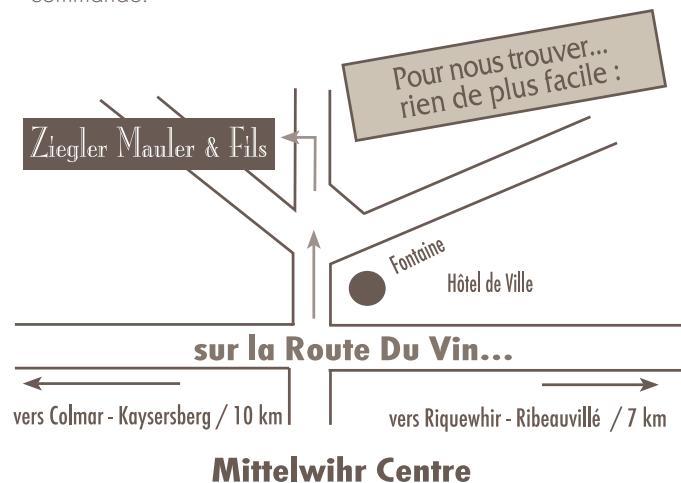 commande.
Pour nous trouver...
rien de plus facile :
Ziegler Mauler & Fils
Fontaine
Hôtel de Ville
sur la Route Du Vin...
vers Colmar - Kaysersberg / 10 km
vers Riquewhir - Ribeauvillé / 7 km
Mittelwihr Centre